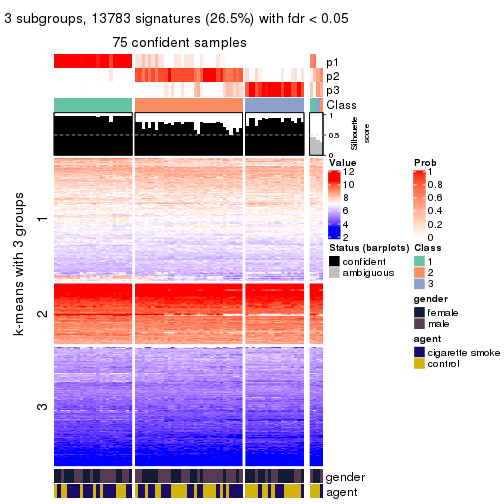 3 subgroups, 13783 signatures (26.5%) with fdr < 0.05
75 confident samples
p1
p2
p3
Class
1
0.5
0
Silhouette
score
k-means with 3 groups
1
2
3
Value
12
10
8
6
4
2
Prob
1
0.8
0.6
0.4
0.2
0
Status (barplots)
confident
ambiguous
Class
1
2
3
gender
female
male
agent
cigarette smoke
control
gender
agent